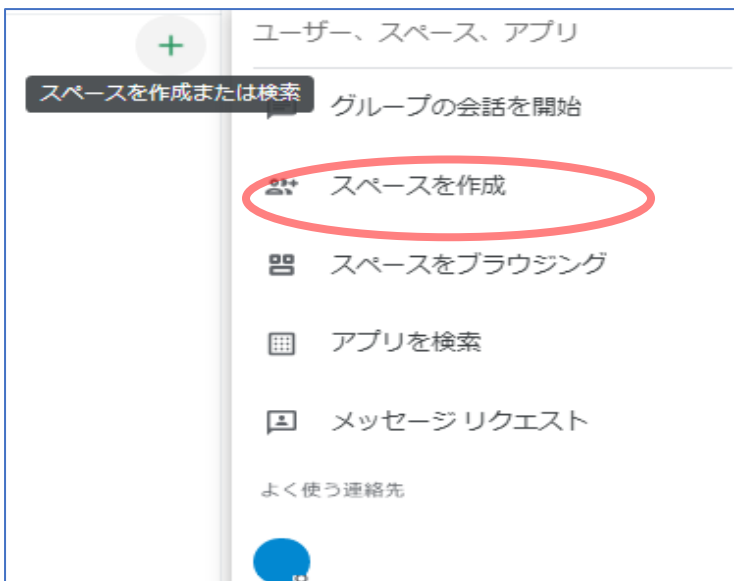 ユーザー、スペース、アプリ
スペースを作成または検索
グループの会話を開始
スペースを作成
スペースをブラウジング
アプリを検索
メッセージ リクエスト
よく使う連絡先